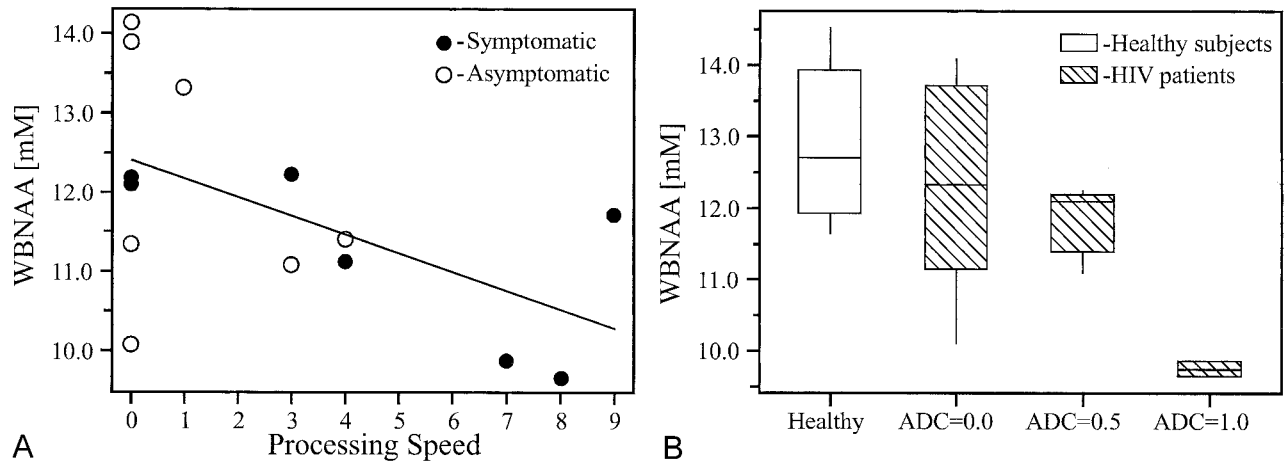 14.0
13.0
12.0
11.0
10.0
WBNAA [mM]
-Symptomatic
-Asymptomatic
0 1 2 3 4 5 6 7 8 9
Processing Speed
A
14.0
13.0
12.0
11.0
10.0
WBNAA [mM]
-Healthy subjects
-HIV patients
Healthy ADC=0.0 ADC=0.5 ADC=1.0
B